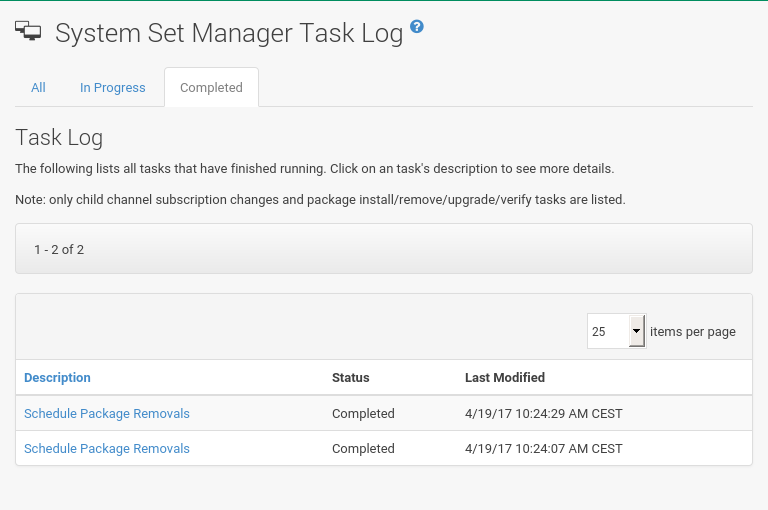 System Set Manager Task Log ?
All In Progress Completed
Task Log
The following lists all tasks that have finished running. Click on an task's description to see more details.
Note: only child channel subscription changes and package install/remove/upgrade/verify tasks are listed.
1 - 2 of 2
25 items per page
Description Status Last Modified
Schedule Package Removals Completed 4/19/17 10:24:29 AM CEST
Schedule Package Removals Completed 4/19/17 10:24:07 AM CEST